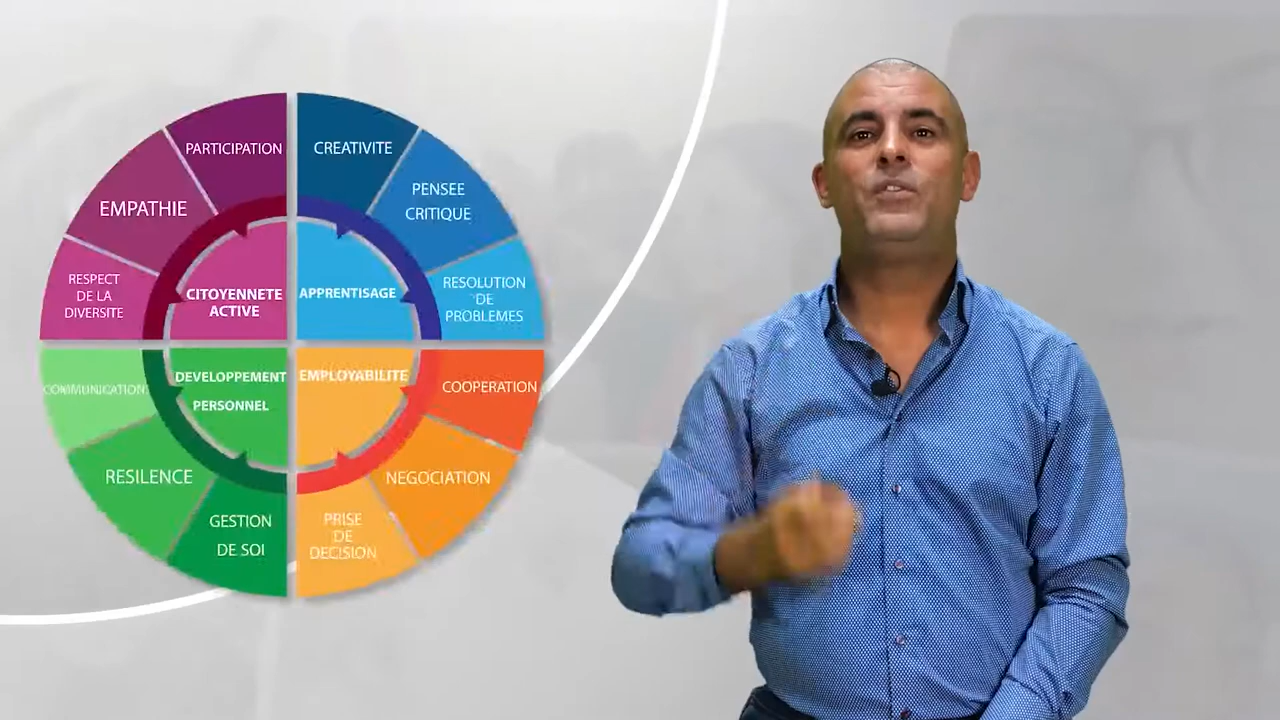 PARTICIPATION
CREATIVITE
EMPATHIE
PENSEE
CRITIQUE
RESPECT
DE LA
DIVERSITE
CITOYENNETE
ACTIVE
APPRENTISAGE
RESOLUTION
DE
PROBLEMES
COMMUNICATION
DEVELOPPEMENT
PERSONNEL
EMPLOYABILITE
COOPERATION
RESILENCE
NEGOCIATION
GESTION
DE SOI
PRISE
DE
DECISION